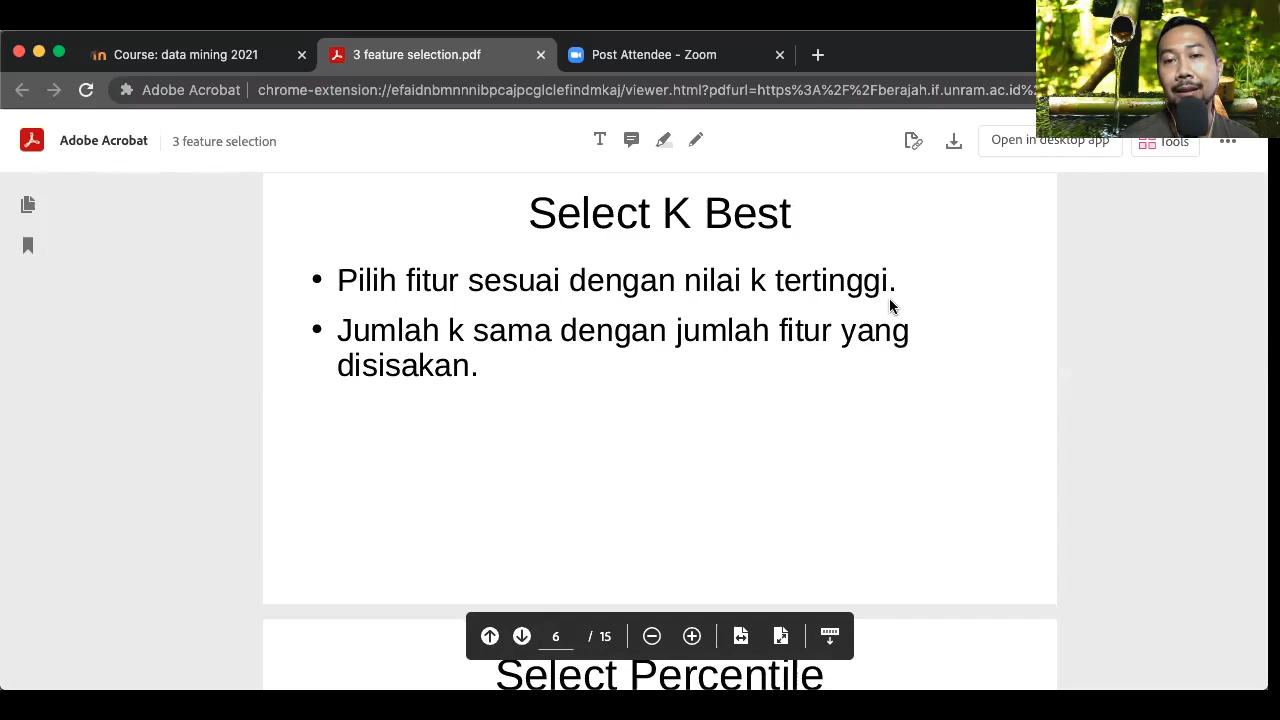 Course: data mining 2021
3 feature selection.pdf
Post Attendee - Zoom
Adobe Acrobat
chrome-extension://efaidnbmnnnibpcajpcglclefindmkaj/viewer.html?pdfurl=https%3A%2F%2Fberajah.if.unram.ac.id%
Adobe Acrobat
3 feature selection
Open in desktop app
Tools
Select K Best
• Pilih fitur sesuai dengan nilai k tertinggi.
• Jumlah k sama dengan jumlah fitur yang
disisakan.
6 / 15
Select Percentile